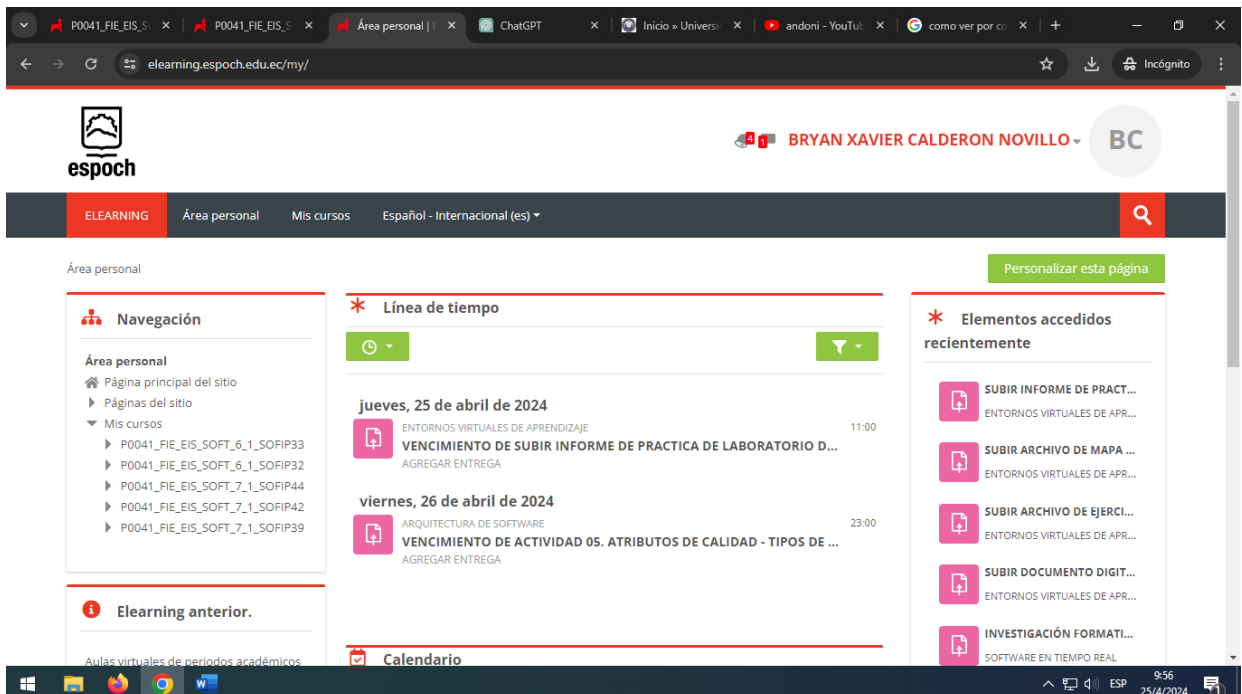 P0041_FIE_EIS_S
P0041_FIE_EIS_S
Área personal |
ChatGPT
Inicio » Universi
andoni - YouTub
como ver por co
elearning.espoch.edu.ec/my/
Incógnito
espoch
4
1
BRYAN XAVIER CALDERON NOVILLO
BC
ELEARNING
Área personal
Mis cursos
Español - Internacional (es)
Área personal
Personalizar esta página
Navegación
Área personal
Página principal del sitio
Páginas del sitio
Mis cursos
P0041_FIE_EIS_SOFT_6_1_SOFIP33
P0041_FIE_EIS_SOFT_6_1_SOFIP32
P0041_FIE_EIS_SOFT_7_1_SOFIP44
P0041_FIE_EIS_SOFT_7_1_SOFIP42
P0041_FIE_EIS_SOFT_7_1_SOFIP39
Elearning anterior.
Aulas virtuales de periodos académicos
Línea de tiempo
jueves, 25 de abril de 2024
ENTORNOS VIRTUALES DE APRENDIZAJE
11:00
VENCIMIENTO DE SUBIR INFORME DE PRACTICA DE LABORATORIO D...
AGREGAR ENTREGA
viernes, 26 de abril de 2024
ARQUITECTURA DE SOFTWARE
23:00
VENCIMIENTO DE ACTIVIDAD 05. ATRIBUTOS DE CALIDAD - TIPOS DE ...
AGREGAR ENTREGA
Calendario
Elementos accedidos
recientemente
SUBIR INFORME DE PRACT...
ENTORNOS VIRTUALES DE APR...
SUBIR ARCHIVO DE MAPA ...
ENTORNOS VIRTUALES DE APR...
SUBIR ARCHIVO DE EJERCI...
ENTORNOS VIRTUALES DE APR...
SUBIR DOCUMENTO DIGIT...
ENTORNOS VIRTUALES DE APR...
INVESTIGACIÓN FORMATI...
SOFTWARE EN TIEMPO REAL
ESP
9:56
25/4/2024
1